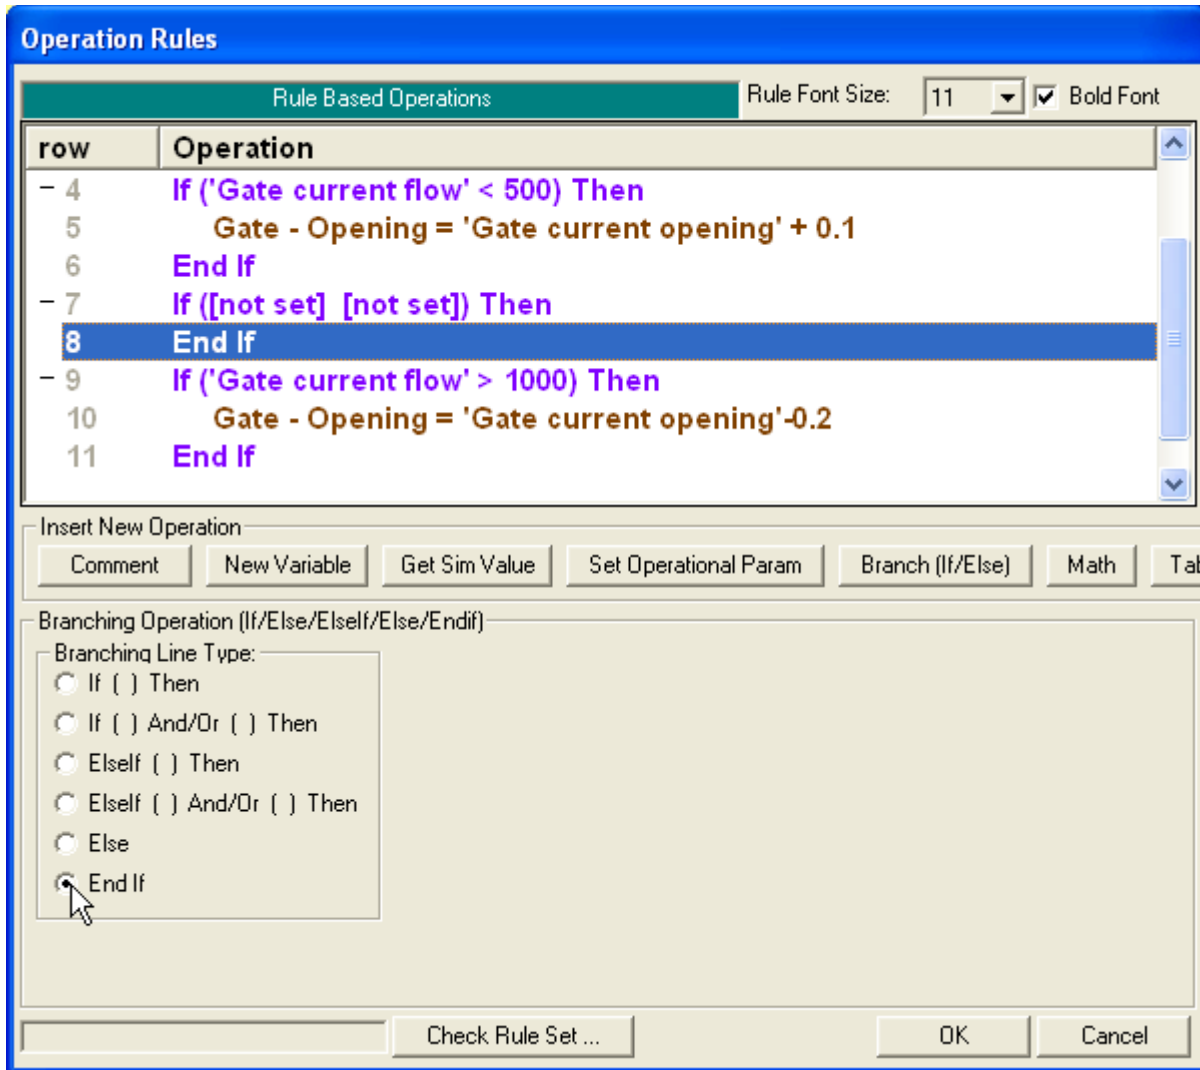 Operation Rules
Rule Based Operations Rule Font Size: 11 Bold Font
row Operation
− 4 If ('Gate current flow' < 500) Then
5 Gate - Opening = 'Gate current opening' + 0.1
6 End If
− 7 If ([not set]  [not set]) Then
8 End If
− 9 If ('Gate current flow' > 1000) Then
10 Gate - Opening = 'Gate current opening'-0.2
11 End If
Insert New Operation
Comment New Variable Get Sim Value Set Operational Param Branch (If/Else) Math Tab
Branching Operation (If/Else/ElseIf/Else/Endif)
Branching Line Type:
If ( ) Then
If ( ) And/Or ( ) Then
ElseIf ( ) Then
ElseIf ( ) And/Or ( ) Then
Else
End If
Check Rule Set ... OK Cancel